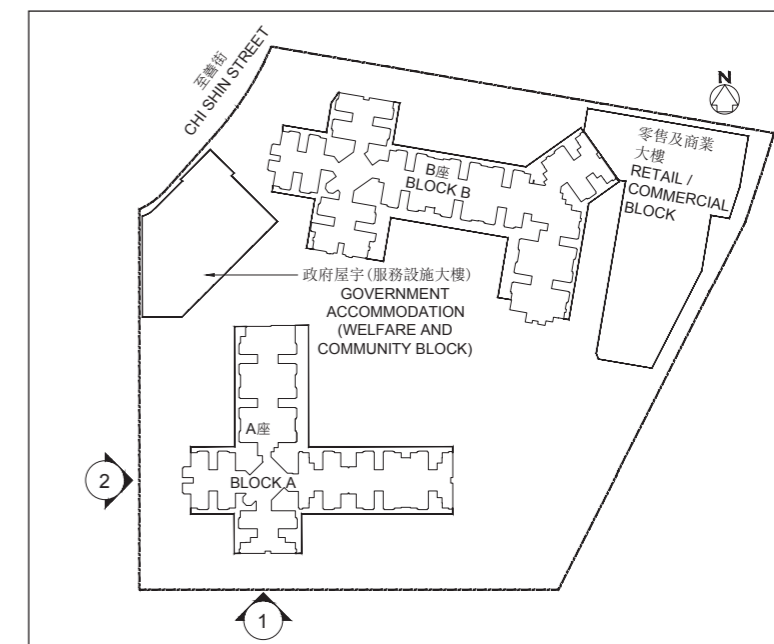 至善街
CHI SHIN STREET
N
零售及商業
大樓
RETAIL /
COMMERCIAL
BLOCK
B座
BLOCK B
政府屋宇(服務設施大樓)
GOVERNMENT
ACCOMMODATION
(WELFARE AND
COMMUNITY BLOCK)
A座
BLOCK A
2
1